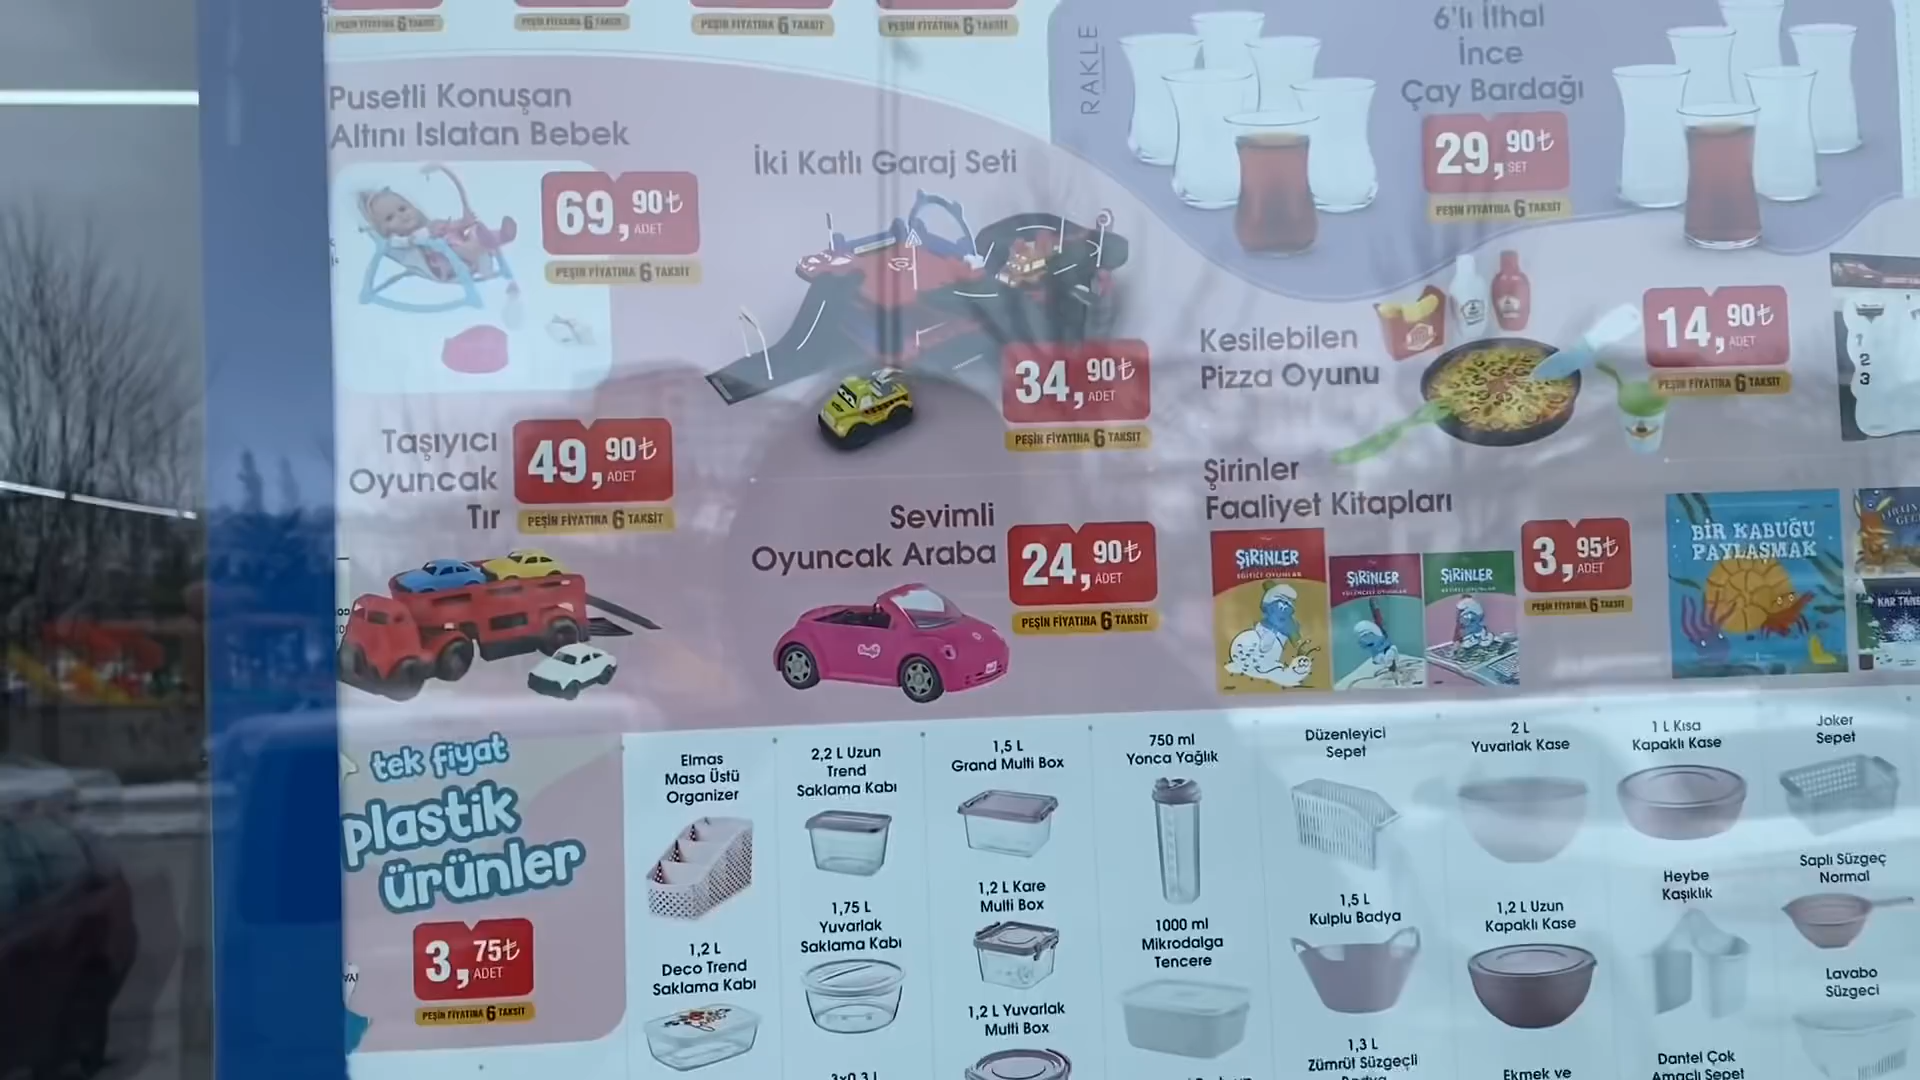 PEŞİN FİYATINA 6 TAKSİT
PEŞİN FİYATINA 6 TAKSİT
PEŞİN FİYATINA 6 TAKSİT
PEŞİN FİYATINA 6 TAKSİT
Pusetli Konuşan
Altını Islatan Bebek
69,90₺
ADET
PEŞİN FİYATINA 6 TAKSİT
İki Katlı Garaj Seti
34,90₺
ADET
PEŞİN FİYATINA 6 TAKSİT
RAKLE
6'lı İthal
İnce
Çay Bardağı
29,90₺
SET
PEŞİN FİYATINA 6 TAKSİT
Kesilebilen
Pizza Oyunu
14,90₺
ADET
PEŞİN FİYATINA 6 TAKSİT
1
2
3
Taşıyıcı
Oyuncak
Tır
49,90₺
ADET
PEŞİN FİYATINA 6 TAKSİT
Sevimli
Oyuncak Araba
24,90₺
ADET
PEŞİN FİYATINA 6 TAKSİT
Şirinler
Faaliyet Kitapları
ŞİRİNLER
EĞİTİCİ OYUNLAR
ŞİRİNLER
ŞİRİNLER
3,95₺
ADET
PEŞİN FİYATINA 6 TAKSİT
BİR KABUĞU
PAYLAŞMAK
tek fiyat
plastik
ürünler
3,75₺
ADET
PEŞİN FİYATINA 6 TAKSİT
Elmas
Masa Üstü
Organizer
1,2 L
Deco Trend
Saklama Kabı
2,2 L Uzun
Trend
Saklama Kabı
1,75 L
Yuvarlak
Saklama Kabı
1,5 L
Grand Multi Box
1,2 L Kare
Multi Box
1,2 L Yuvarlak
Multi Box
750 ml
Yonca Yağlık
1000 ml
Mikrodalga
Tencere
Düzenleyici
Sepet
1,5 L
Kulplu Badya
1,3 L
Zümrüt Süzgeçli
2 L
Yuvarlak Kase
1,2 L Uzun
Kapaklı Kase
Ekmek ve
1 L Kısa
Kapaklı Kase
Heybe
Kaşıklık
Dantel Çok
Amaçlı Sepet
Joker
Sepet
Saplı Süzgeç
Normal
Lavabo
Süzgeci